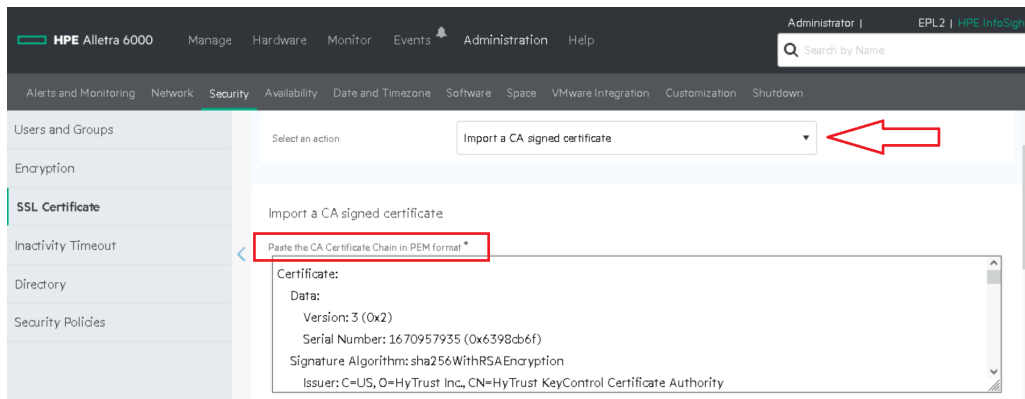 Administrator | EPL2 | HPE InfoSigh
HPE Alletra 6000 Manage Hardware Monitor Events Administration Help
Search by Name
Alerts and Monitoring Network Security Availability Date and Timezone Software Space VMware Integration Customization Shutdown
Users and Groups
Encryption
SSL Certificate
Inactivity Timeout
Directory
Security Policies
Select an action Import a CA signed certificate
Import a CA signed certificate
Paste the CA Certificate Chain in PEM format *
Certificate:
Data:
Version: 3 (0x2)
Serial Number: 1670957935 (0x6398cb6f)
Signature Algorithm: sha256WithRSAEncryption
Issuer: C=US, O=HyTrust Inc., CN=HyTrust KeyControl Certificate Authority